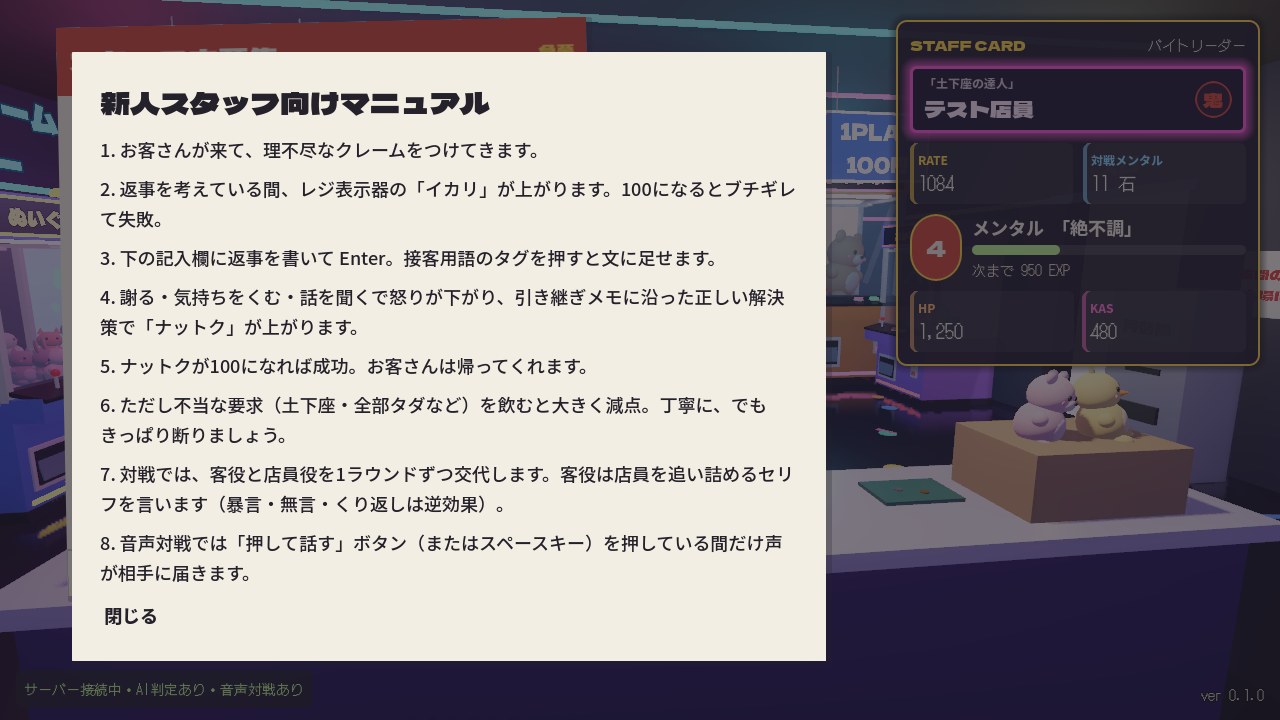 新人スタッフ向けマニュアル
1. お客さんが来て、理不尽なクレームをつけてきます。
2. 返事を考えている間、レジ表示器の「イカリ」が上がります。100になるとブチギレ
て失敗。
3. 下の記入欄に返事を書いて Enter。接客用語のタグを押すと文に足せます。
4. 謝る・気持ちをくむ・話を聞くで怒りが下がり、引き継ぎメモに沿った正しい解決
策で「ナットク」が上がります。
5. ナットクが100になれば成功。お客さんは帰ってくれます。
6. ただし不当な要求（土下座・全部タダなど）を飲むと大きく減点。丁寧に、でも
きっぱり断りましょう。
7. 対戦では、客役と店員役を1ラウンドずつ交代します。客役は店員を追い詰めるセリ
フを言います（暴言・無言・くり返しは逆効果）。
8. 音声対戦では「押して話す」ボタン（またはスペースキー）を押している間だけ声
が相手に届きます。
閉じる
STAFF CARD
バイトリーダー
「土下座の達人」
テスト店員
RATE
1084
対戦メンタル
11 石
4
メンタル 「絶不調」
次まで 950 EXP
HP
1,250
KAS
480
1PLA
100
ーム
ぬいぐ
サーバー接続中・AI判定あり・音声対戦あり
ver 0.1.0